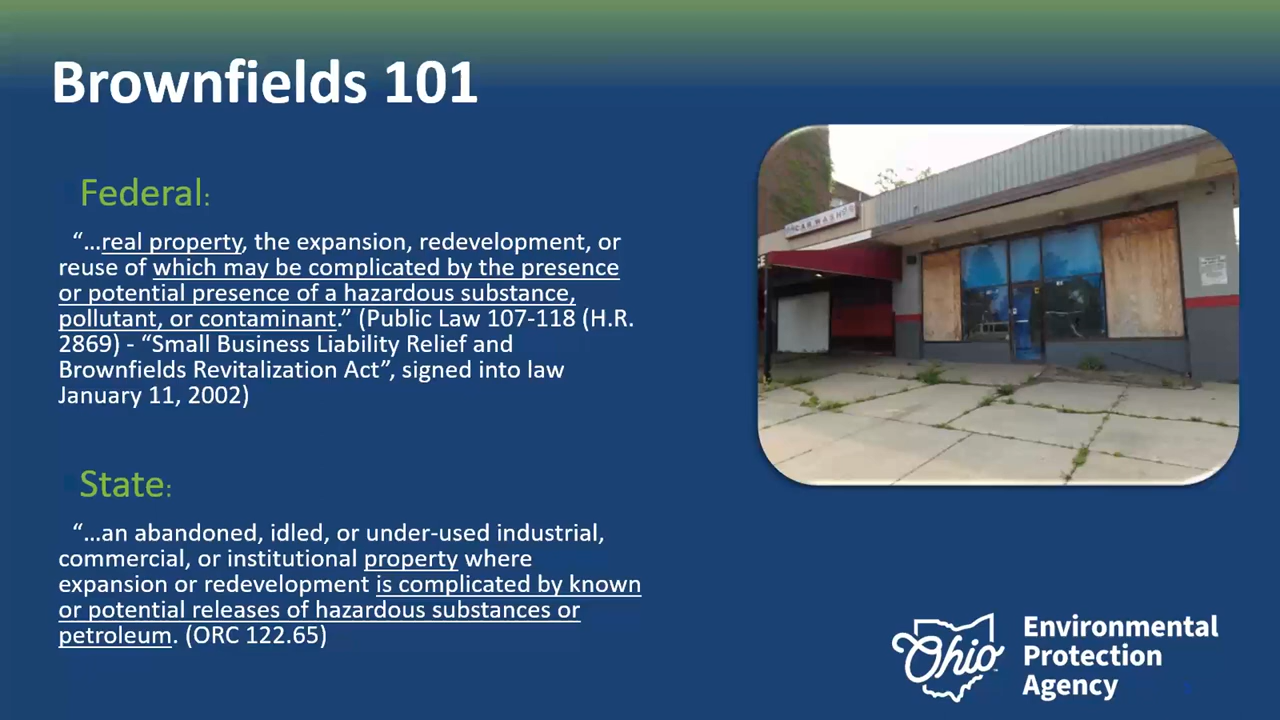 Brownfields 101
Federal:
“…real property, the expansion, redevelopment, or
reuse of which may be complicated by the presence
or potential presence of a hazardous substance,
pollutant, or contaminant.” (Public Law 107-118 (H.R.
2869) - “Small Business Liability Relief and
Brownfields Revitalization Act”, signed into law
January 11, 2002)
CAR WASH
State:
“…an abandoned, idled, or under-used industrial,
commercial, or institutional property where
expansion or redevelopment is complicated by known
or potential releases of hazardous substances or
petroleum. (ORC 122.65)
Ohio
Environmental
Protection
Agency